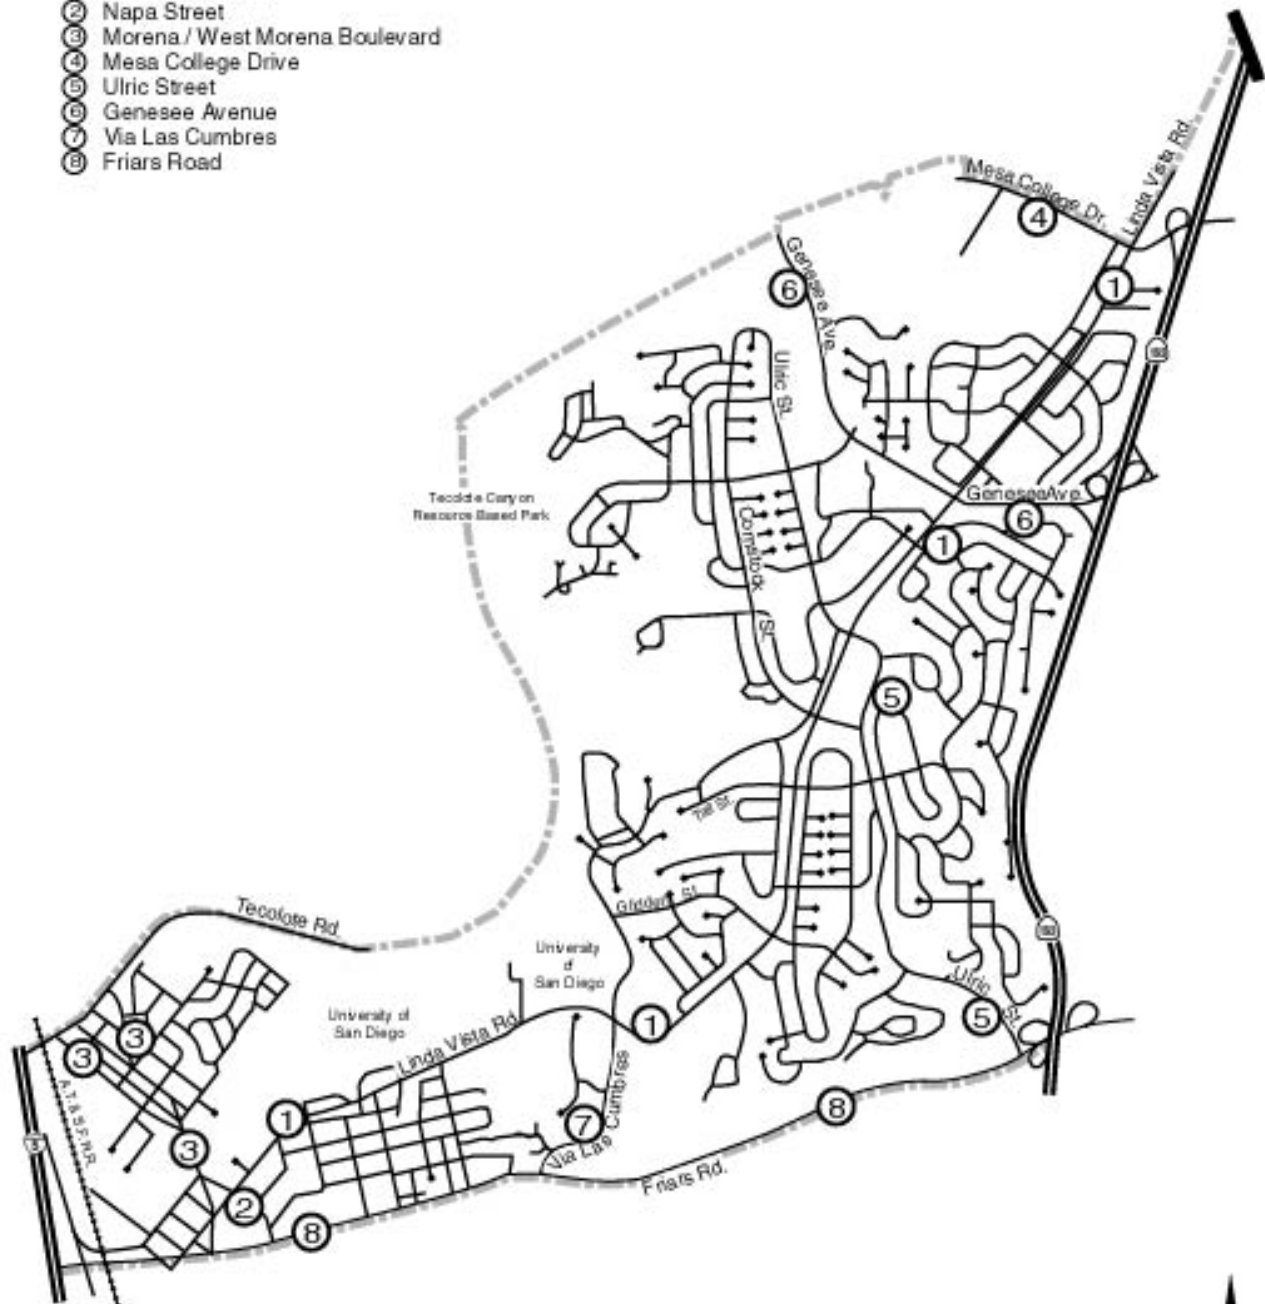 ② Napa Street
③ Morena / West Morena Boulevard
④ Mesa College Drive
⑤ Ulric Street
⑥ Genesee Avenue
⑦ Via Las Cumbres
⑧ Friars Road
Linda Vista Rd.
Mesa College Dr.
④
Genesee Ave.
⑥
①
Ulric St.
Tecolote Canyon
Resource Based Park
Genesee Ave.
⑥
Comstock
St.
①
⑤
Tait St.
Glidden St.
Tecolote Rd.
University
of
San Diego
Ulric
St.
⑤
University of
San Diego
Linda Vista Rd.
①
③
③
A.T. & S.F. R.R.
①
Via Las Cumbres
⑦
⑧
5
③
②
Friars Rd.
⑧